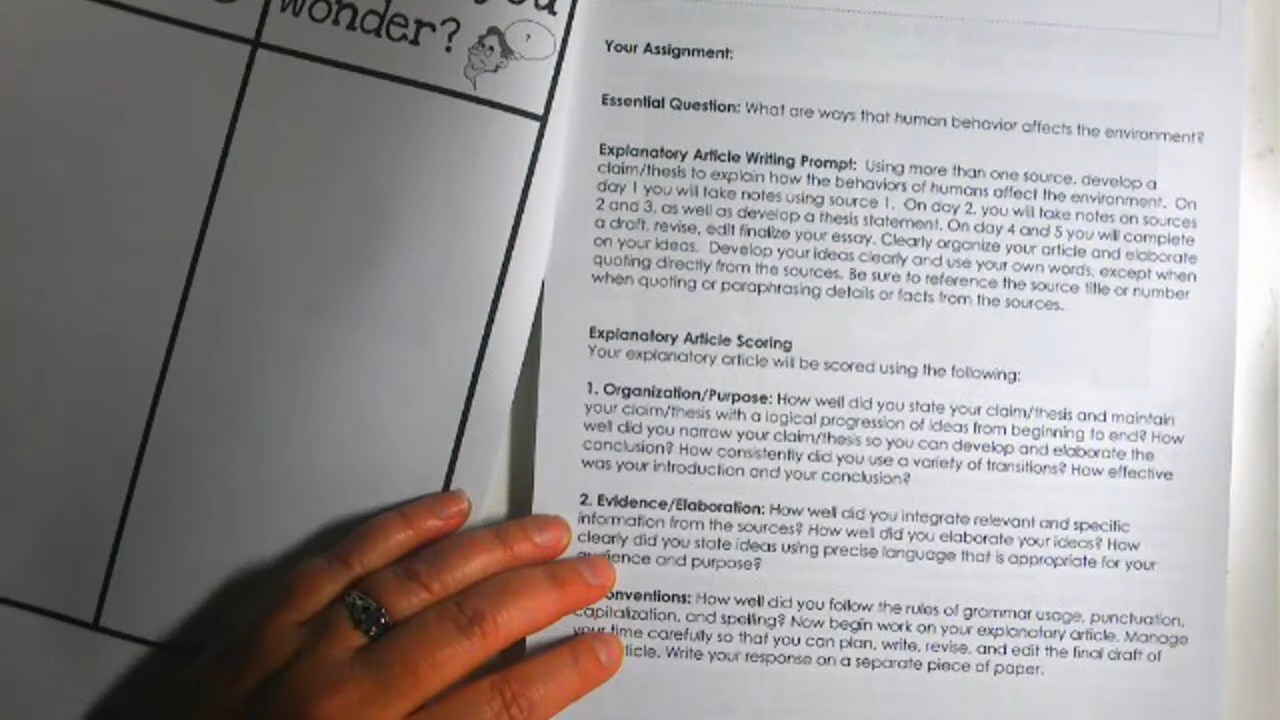 you
wonder?
?
Your Assignment:
Essential Question: What are ways that human behavior affects the environment?
Explanatory Article Writing Prompt: Using more than one source, develop a
claim/thesis to explain how the behaviors of humans affect the environment. On
day 1 you will take notes using source 1. On day 2, you will take notes on sources
2 and 3, as well as develop a thesis statement. On day 4 and 5 you will complete
a draft, revise, edit finalize your essay. Clearly organize your article and elaborate
on your ideas. Develop your ideas clearly and use your own words, except when
quoting directly from the sources. Be sure to reference the source title or number
when quoting or paraphrasing details or facts from the sources.
Explanatory Article Scoring
Your explanatory article will be scored using the following:
1. Organization/Purpose: How well did you state your claim/thesis and maintain
your claim/thesis with a logical progression of ideas from beginning to end? How
well did you narrow your claim/thesis so you can develop and elaborate the
conclusion? How consistently did you use a variety of transitions? How effective
was your introduction and your conclusion?
2. Evidence/Elaboration: How well did you integrate relevant and specific
information from the sources? How well did you elaborate your ideas? How
clearly did you state ideas using precise language that is appropriate for your
audience and purpose?
onventions: How well did you follow the rules of grammar usage, punctuation,
capitalization, and spelling? Now begin work on your explanatory article. Manage
your time carefully so that you can plan, write, revise, and edit the final draft of
ticle. Write your response on a separate piece of paper.